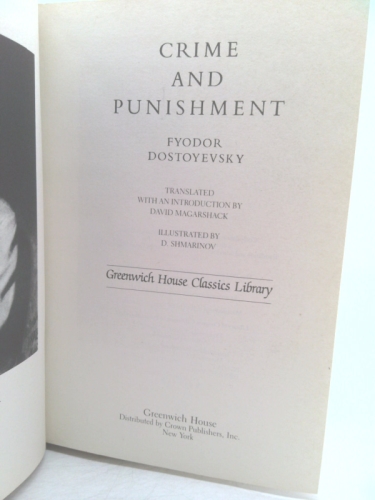 CRIME
AND
PUNISHMENT
FYODOR
DOSTOYEVSKY
TRANSLATED
WITH AN INTRODUCTION BY
DAVID MAGARSHACK
ILLUSTRATED BY
D. SHMARINOV
Greenwich House Classics Library
Greenwich House
Distributed by Crown Publishers, Inc.
New York